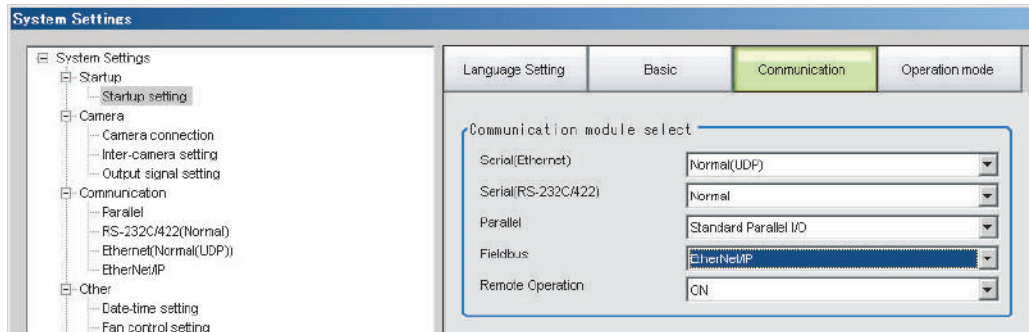 System Settings
System Settings
Startup
Startup setting
Camera
Camera connection
Inter-camera setting
Output signal setting
Communication
Parallel
RS-232C/422(Normal)
Ethernet(Normal(UDP))
EtherNet/IP
Other
Date-time setting
Fan control setting
Language Setting Basic Communication Operation mode
Communication module select
Serial(Ethernet) Normal(UDP)
Serial(RS-232C/422) Normal
Parallel Standard Parallel I/O
Fieldbus EtherNet/IP
Remote Operation ON